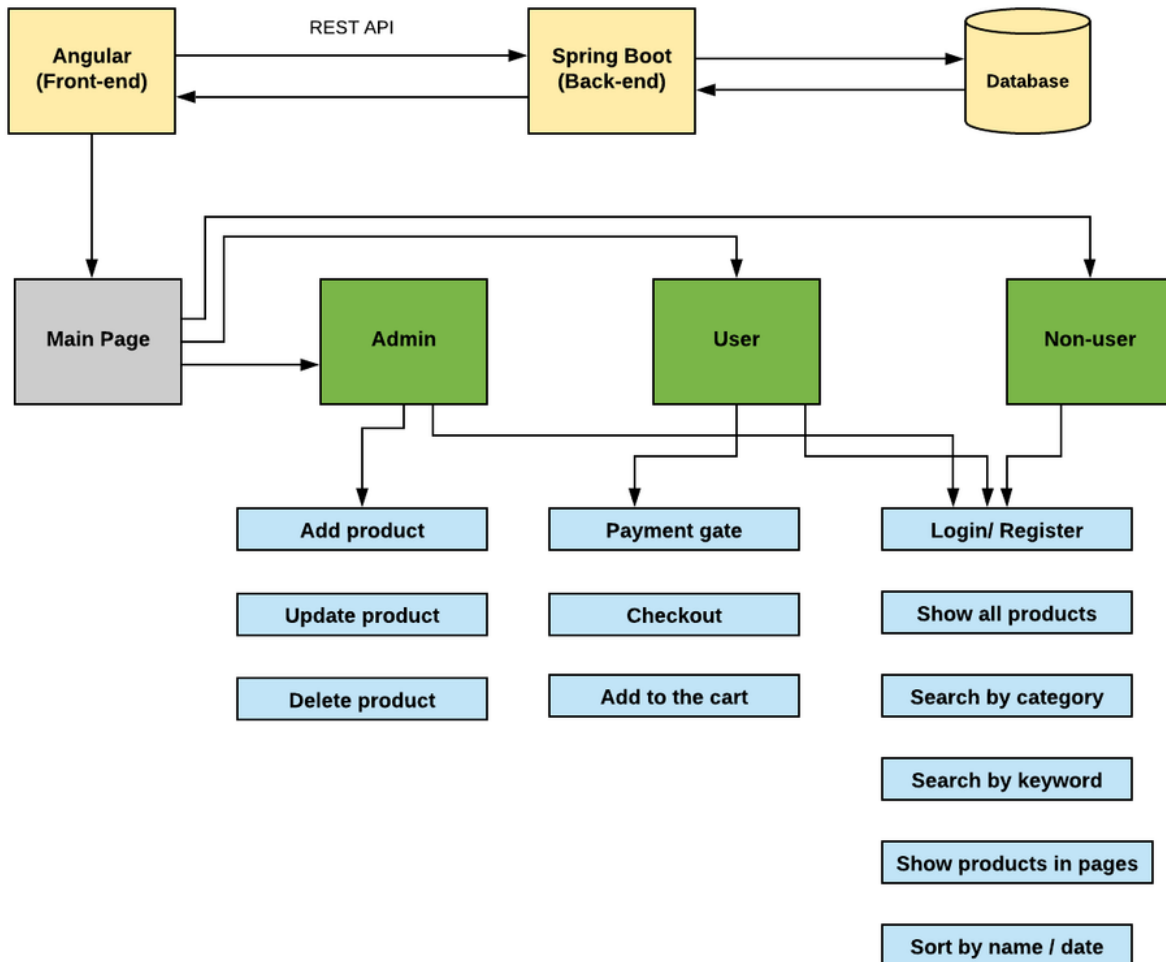 REST API
Angular
(Front-end)
Spring Boot
(Back-end)
Database
Main Page
Admin
User
Non-user
Add product
Payment gate
Login/ Register
Update product
Checkout
Show all products
Delete product
Add to the cart
Search by category
Search by keyword
Show products in pages
Sort by name / date